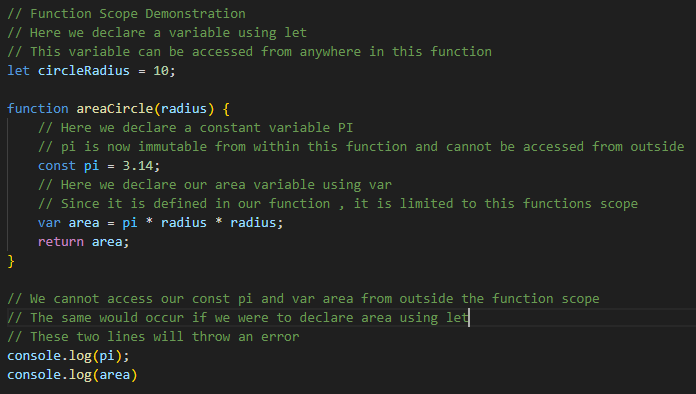 // Function Scope Demonstration
// Here we declare a variable using let
// This variable can be accessed from anywhere in this function
let circleRadius = 10;
function areaCircle(radius) {
// Here we declare a constant variable PI
// pi is now immutable from within this function and cannot be accessed from outside
const pi = 3.14;
// Here we declare our area variable using var
// Since it is defined in our function , it is limited to this functions scope
var area = pi * radius * radius;
return area;
}
// We cannot access our const pi and var area from outside the function scope
// The same would occur if we were to declare area using let
// These two lines will throw an error
console.log(pi);
console.log(area)